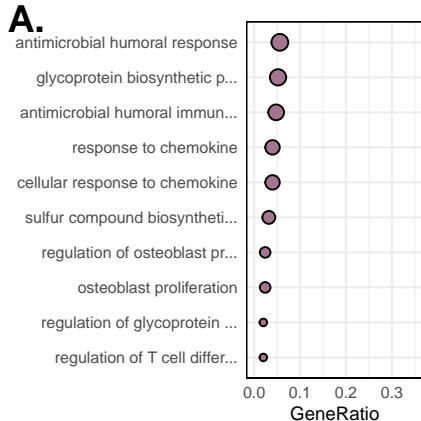 A.
antimicrobial humoral response
glycoprotein biosynthetic p...
antimicrobial humoral immun...
response to chemokine
cellular response to chemokine
sulfur compound biosyntheti...
regulation of osteoblast pr...
osteoblast proliferation
regulation of glycoprotein ...
regulation of T cell differ...
0.0 0.1 0.2 0.3
GeneRatio